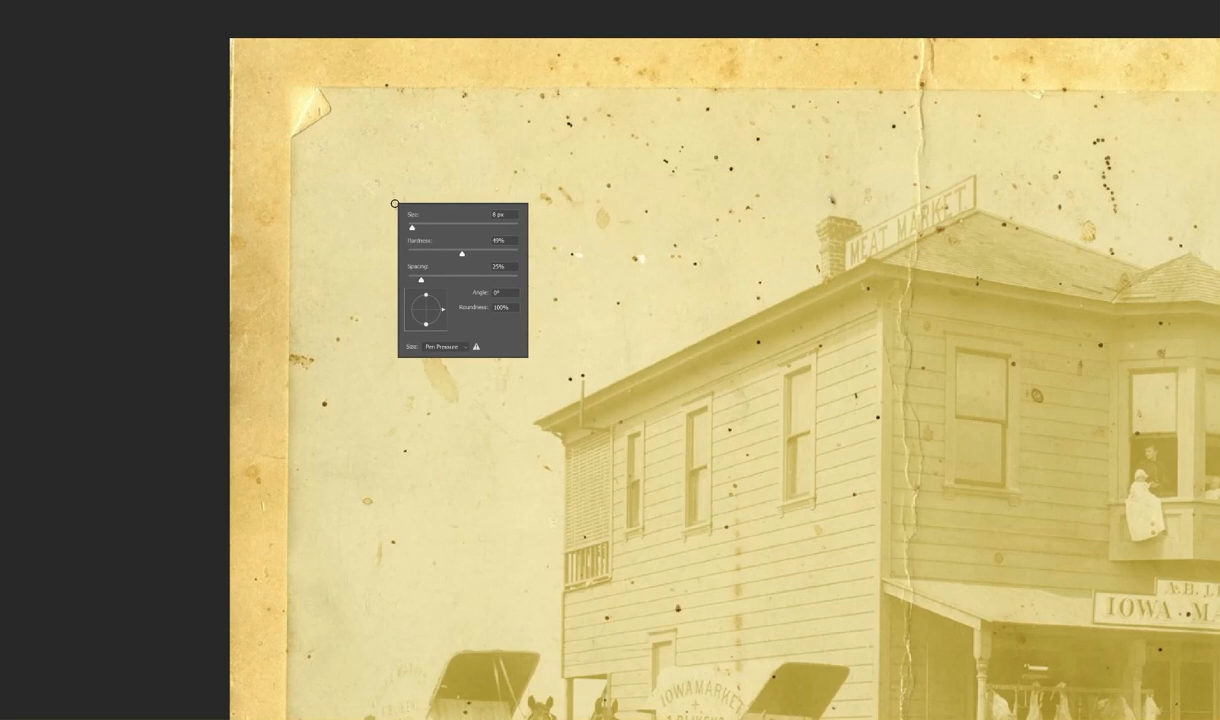 MEAT MARKET
Size: 8 px
Hardness: 49%
Spacing: 25%
Angle: 0°
Roundness: 100%
Size: Pen Pressure
A.B. 
IOWA · MA
IOWA MARKET